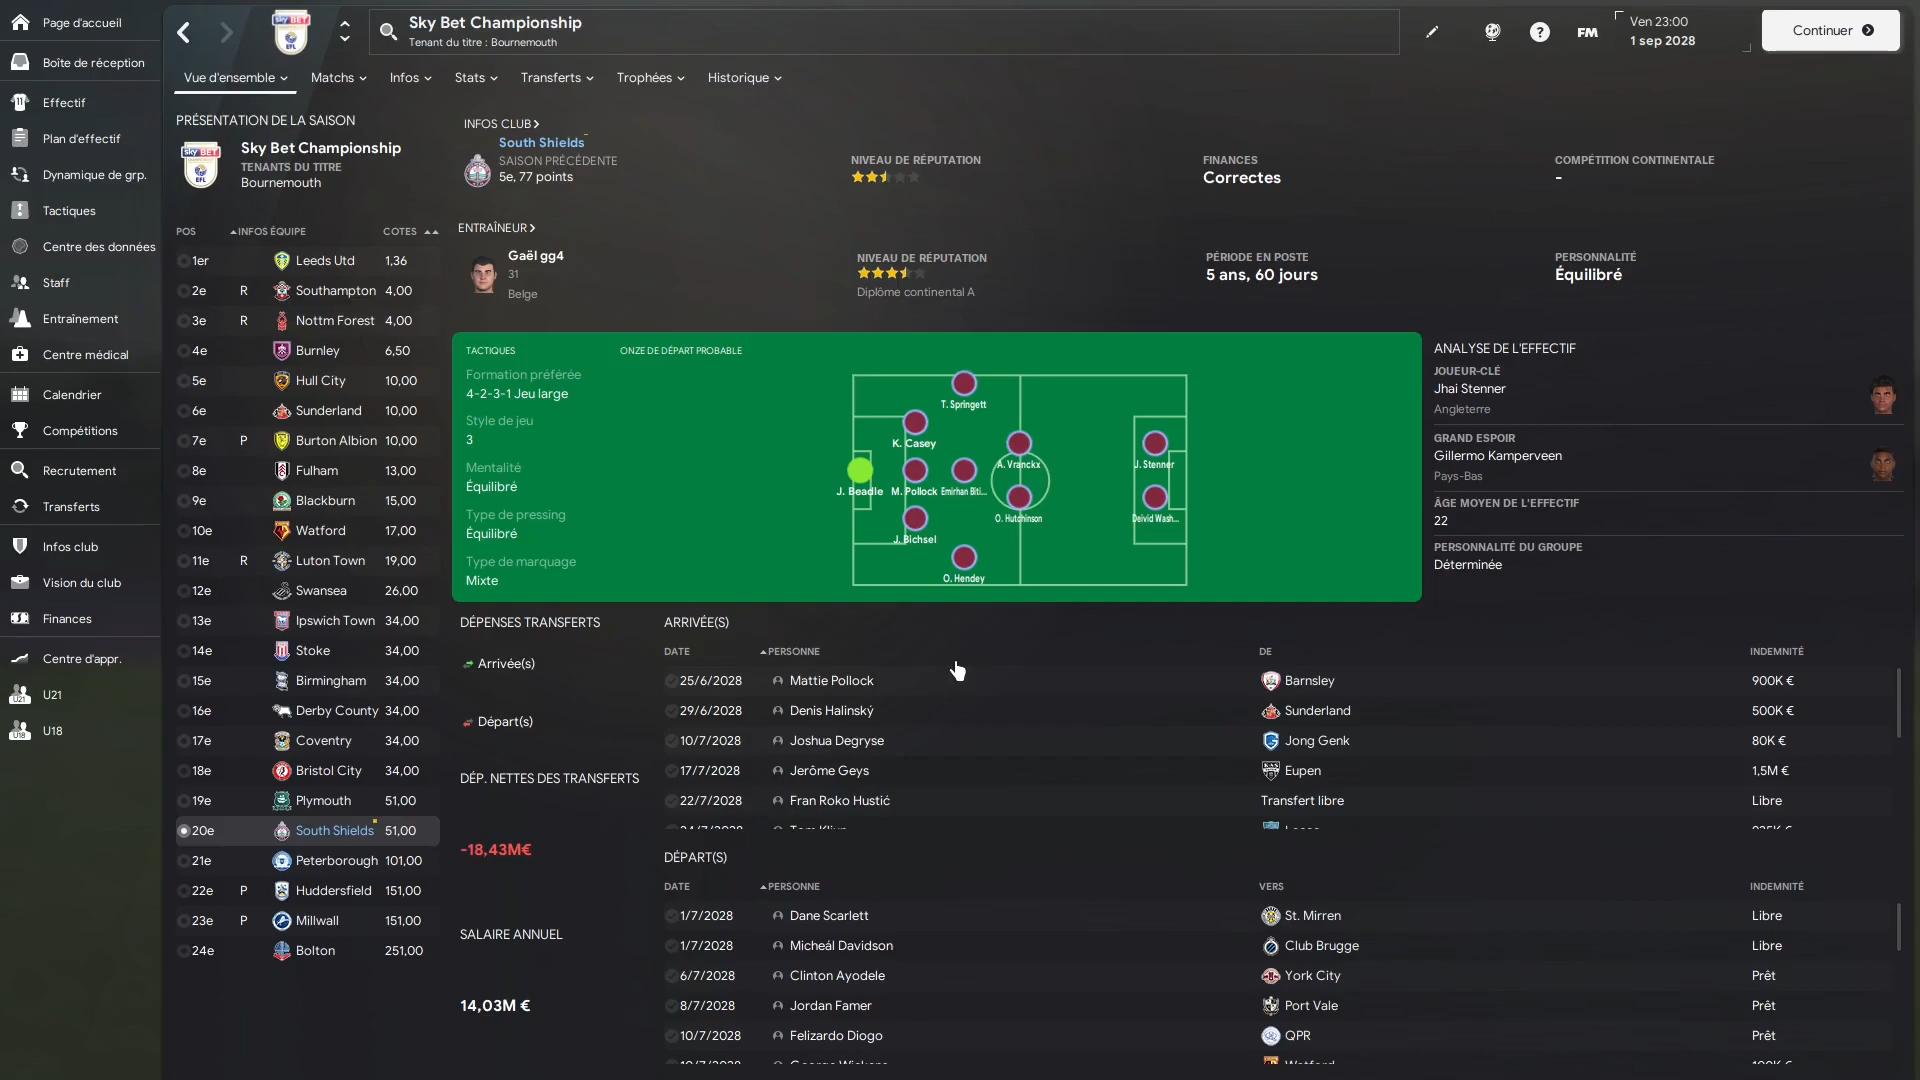 Page d'accueil
Boîte de réception
Effectif
Plan d'effectif
Dynamique de grp.
Tactiques
Centre des données
Staff
Entraînement
Centre médical
Calendrier
Compétitions
Recrutement
Transferts
Infos club
Vision du club
Finances
Centre d'appr.
U21
U18
Sky Bet Championship
Tenant du titre : Bournemouth
FM
Ven 23:00
1 sep 2028
Continuer
Vue d'ensemble
Matchs
Infos
Stats
Transferts
Trophées
Historique
PRÉSENTATION DE LA SAISON
Sky Bet Championship
TENANTS DU TITRE
Bournemouth
POS INFOS ÉQUIPE COTES
1er Leeds Utd 1,36
2e R Southampton 4,00
3e R Nottm Forest 4,00
4e Burnley 6,50
5e Hull City 10,00
6e Sunderland 10,00
7e P Burton Albion 10,00
8e Fulham 13,00
9e Blackburn 15,00
10e Watford 17,00
11e R Luton Town 19,00
12e Swansea 26,00
13e Ipswich Town 34,00
14e Stoke 34,00
15e Birmingham 34,00
16e Derby County 34,00
17e Coventry 34,00
18e Bristol City 34,00
19e Plymouth 51,00
20e South Shields 51,00
21e Peterborough 101,00
22e P Huddersfield 151,00
23e P Millwall 151,00
24e Bolton 251,00
INFOS CLUB
South Shields
SAISON PRÉCÉDENTE
5e, 77 points
NIVEAU DE RÉPUTATION
FINANCES
Correctes
COMPÉTITION CONTINENTALE
-
ENTRAÎNEUR
Gaël gg4
31
Belge
NIVEAU DE RÉPUTATION
Diplôme continental A
PÉRIODE EN POSTE
5 ans, 60 jours
PERSONNALITÉ
Équilibré
TACTIQUES
Formation préférée
4-2-3-1 Jeu large
Style de jeu
3
Mentalité
Équilibré
Type de pressing
Équilibré
Type de marquage
Mixte
ONZE DE DÉPART PROBABLE
T. Springett
K. Casey
A. Vranckx
J. Stenner
J. Beadle
M. Pollock
Emirhan Biti...
O. Hutchinson
Deivid Wash...
J. Bichsel
O. Hendey
ANALYSE DE L'EFFECTIF
JOUEUR-CLÉ
Jhai Stenner
Angleterre
GRAND ESPOIR
Gillermo Kamperveen
Pays-Bas
ÂGE MOYEN DE L'EFFECTIF
22
PERSONNALITÉ DU GROUPE
Déterminée
DÉPENSES TRANSFERTS
Arrivée(s)
Départ(s)
DÉP. NETTES DES TRANSFERTS
-18,43M€
SALAIRE ANNUEL
14,03M €
ARRIVÉE(S)
DATE PERSONNE DE INDEMNITÉ
25/6/2028 Mattie Pollock Barnsley 900K €
29/6/2028 Denis Halinský Sunderland 500K €
10/7/2028 Joshua Degryse Jong Genk 80K €
17/7/2028 Jerôme Geys Eupen 1,5M €
22/7/2028 Fran Roko Hustić Transfert libre Libre
DÉPART(S)
DATE PERSONNE VERS INDEMNITÉ
1/7/2028 Dane Scarlett St. Mirren Libre
1/7/2028 Micheál Davidson Club Brugge Libre
6/7/2028 Clinton Ayodele York City Prêt
8/7/2028 Jordan Famer Port Vale Prêt
10/7/2028 Felizardo Diogo QPR Prêt